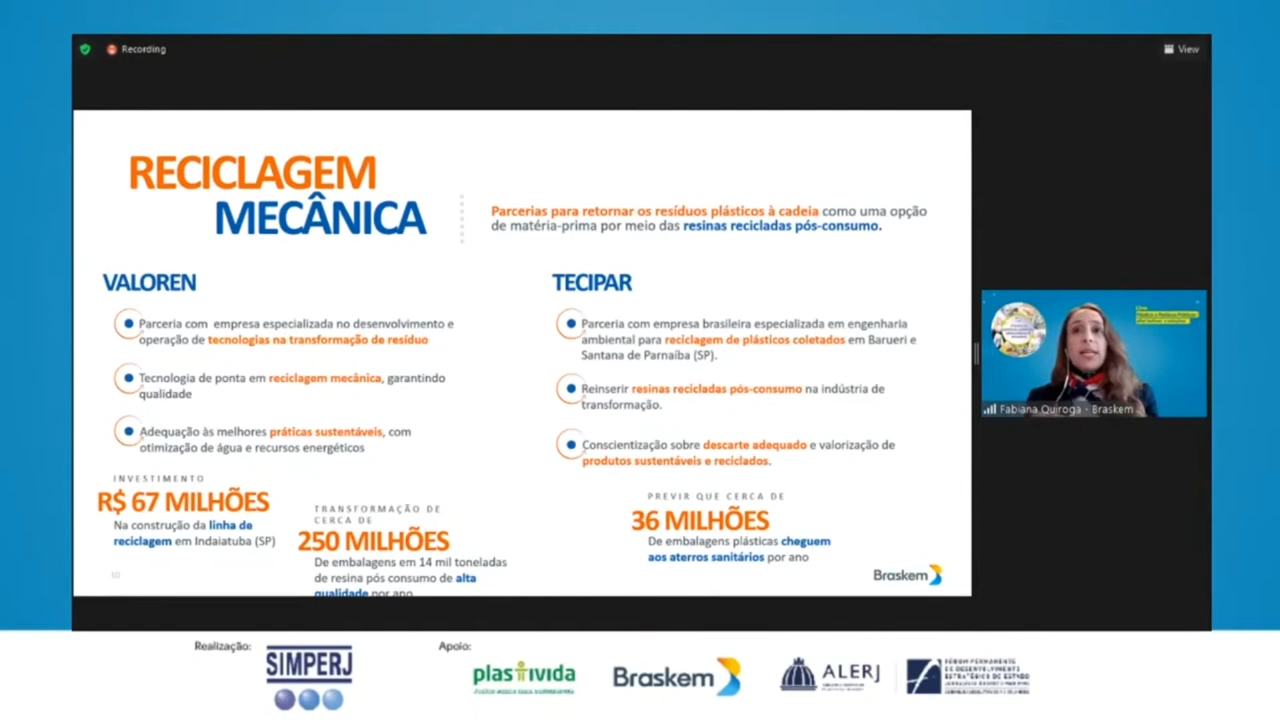 Recording
View
RECICLAGEM
MECÂNICA
Parcerias para retornar os resíduos plásticos à cadeia como uma opção
de matéria-prima por meio das resinas recicladas pós-consumo.
VALOREN
Parceria com empresa especializada no desenvolvimento e
operação de tecnologias na transformação de resíduo
Tecnologia de ponta em reciclagem mecânica, garantindo
qualidade
Adequação às melhores práticas sustentáveis, com
otimização de água e recursos energéticos
INVESTIMENTO
R$ 67 MILHÕES
Na construção da linha de
reciclagem em Indaiatuba (SP)
TRANSFORMAÇÃO DE
CERCA DE
250 MILHÕES
De embalagens em 14 mil toneladas
de resina pós consumo de alta
qualidade por ano
TECIPAR
Parceria com empresa brasileira especializada em engenharia
ambiental para reciclagem de plásticos coletados em Barueri e
Santana de Parnaíba (SP).
Reinserir resinas recicladas pós-consumo na indústria de
transformação.
Conscientização sobre descarte adequado e valorização de
produtos sustentáveis e reciclados.
PREVIR QUE CERCA DE
36 MILHÕES
De embalagens plásticas cheguem
aos aterros sanitários por ano
10
Braskem
Fabiana Quiroga - Braskem
Realização:
SIMPERJ
Apoio:
plastivida
Braskem
ALERJ
FÓRUM PERMANENTE
DE DESENVOLVIMENTO
ESTRATÉGICO DO ESTADO